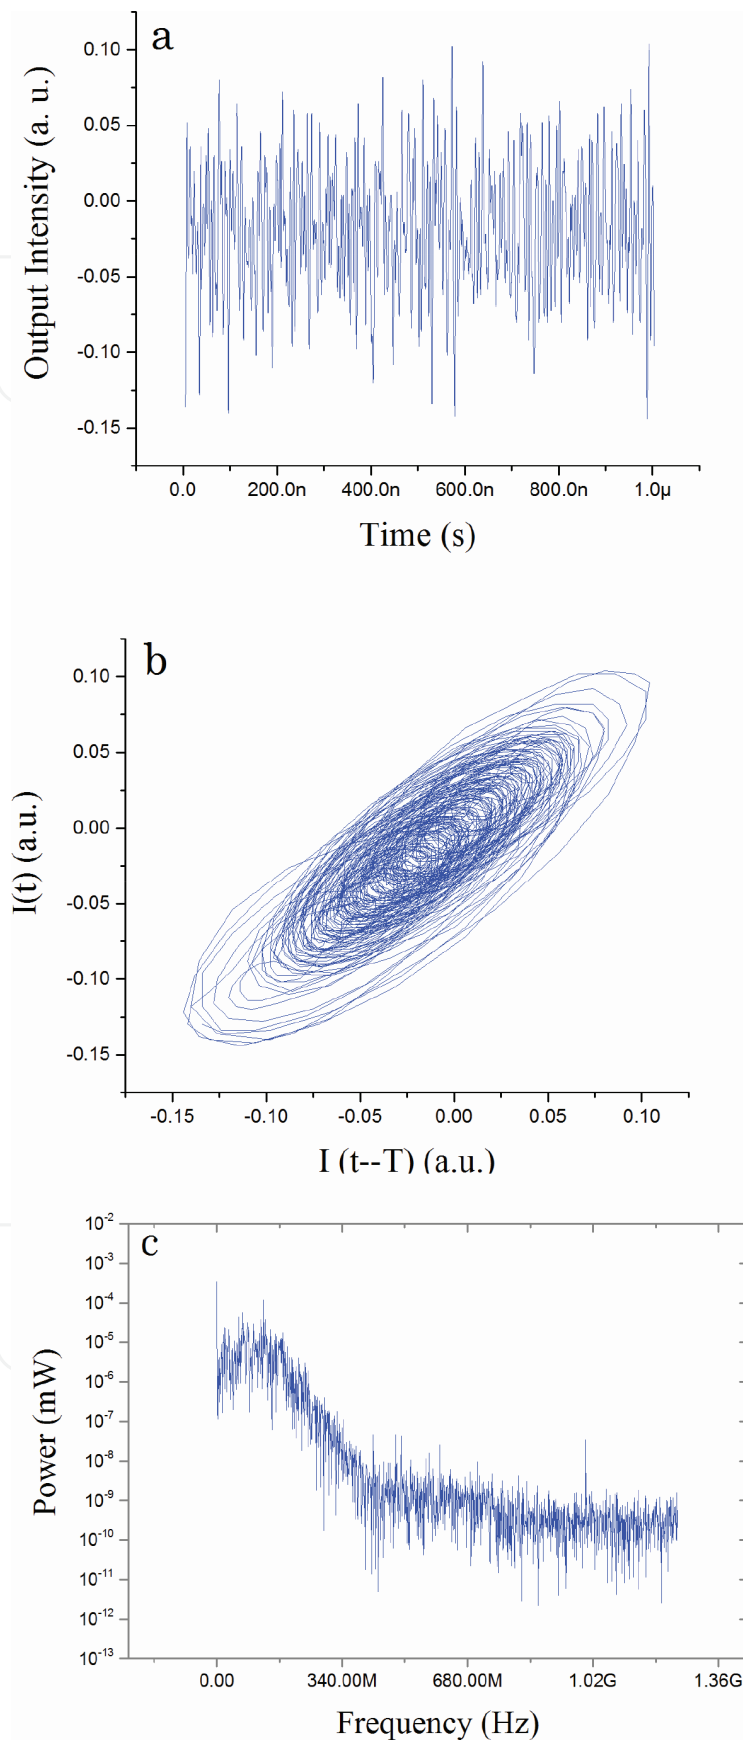 a
0.10
0.05
0.00
-0.05
-0.10
-0.15
Output Intensity (a. u.)
0.0 200.0n 400.0n 600.0n 800.0n 1.0µ
Time (s)
b
0.10
0.05
0.00
-0.05
-0.10
-0.15
I(t) (a.u.)
-0.15 -0.10 -0.05 0.00 0.05 0.10
I (t--T) (a.u.)
c
10⁻²
10⁻³
10⁻⁴
10⁻⁵
10⁻⁶
10⁻⁷
10⁻⁸
10⁻⁹
10⁻¹⁰
10⁻¹¹
10⁻¹²
10⁻¹³
Power (mW)
0.00 340.00M 680.00M 1.02G 1.36G
Frequency (Hz)